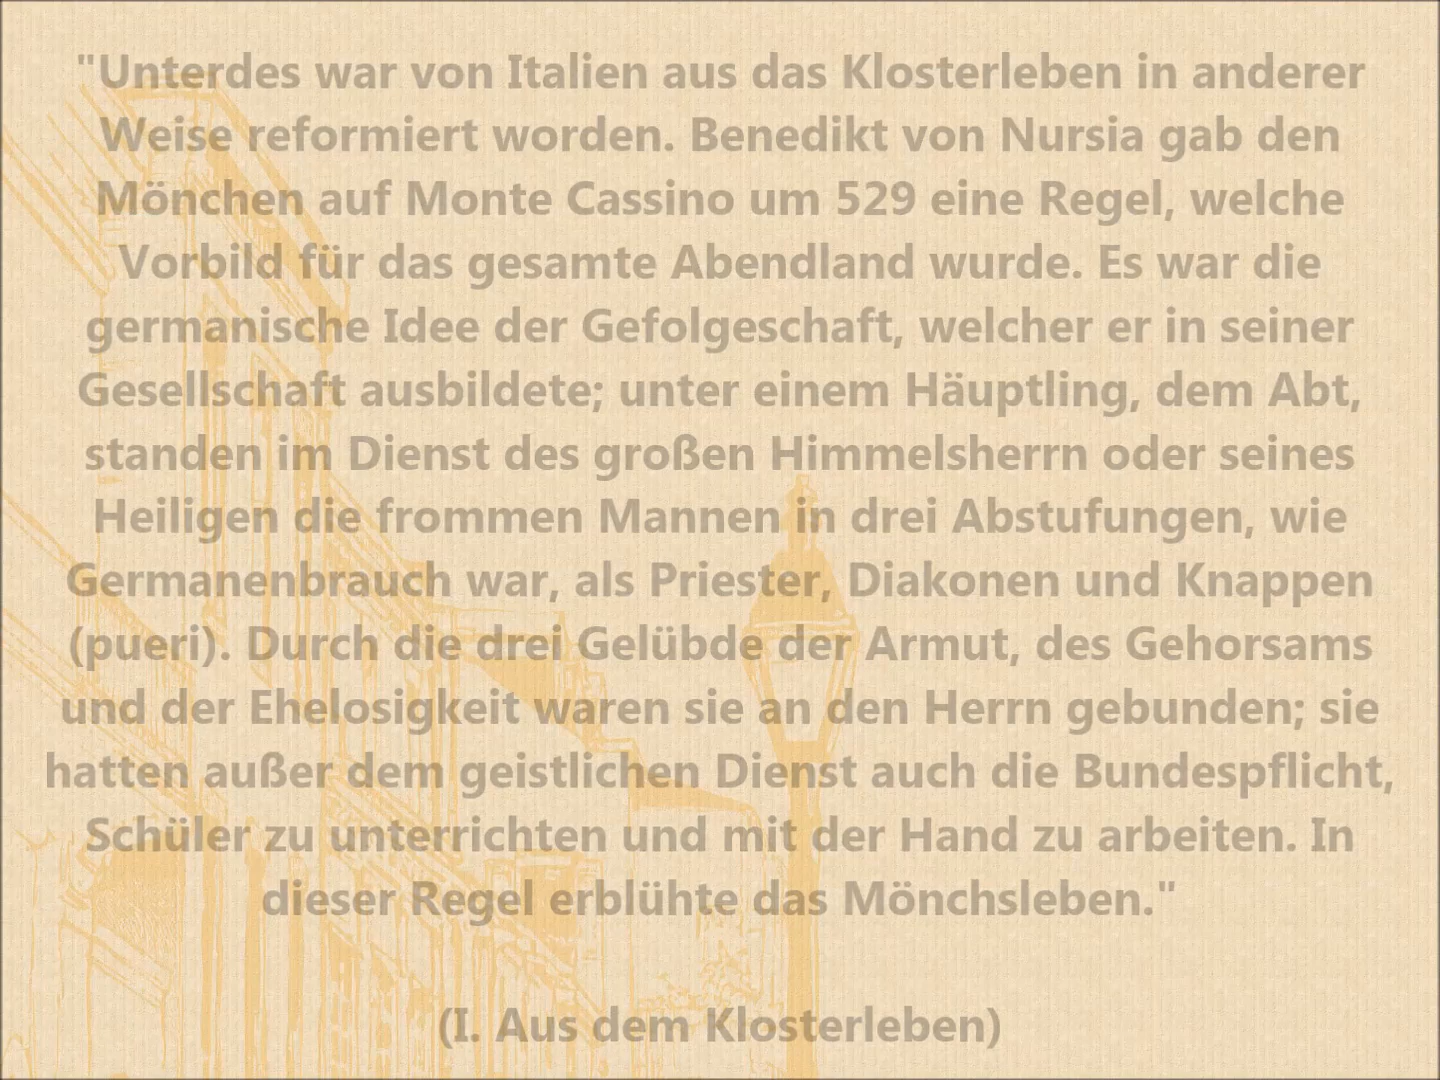 "Unterdes war von Italien aus das Klosterleben in anderer
Weise reformiert worden. Benedikt von Nursia gab den
Mönchen auf Monte Cassino um 529 eine Regel, welche
Vorbild für das gesamte Abendland wurde. Es war die
germanische Idee der Gefolgeschaft, welcher er in seiner
Gesellschaft ausbildete; unter einem Häuptling, dem Abt,
standen im Dienst des großen Himmelsherrn oder seines
Heiligen die frommen Mannen in drei Abstufungen, wie
Germanenbrauch war, als Priester, Diakonen und Knappen
(pueri). Durch die drei Gelübde der Armut, des Gehorsams
und der Ehelosigkeit waren sie an den Herrn gebunden; sie
hatten außer dem geistlichen Dienst auch die Bundespflicht,
Schüler zu unterrichten und mit der Hand zu arbeiten. In
dieser Regel erblühte das Mönchsleben."
(I. Aus dem Klosterleben)